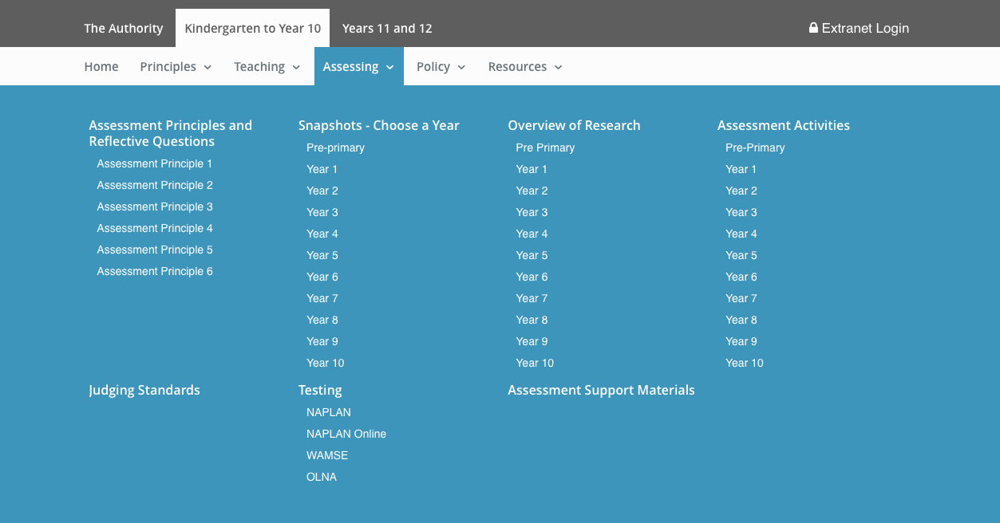 The Authority
Kindergarten to Year 10
Years 11 and 12
Extranet Login
Home
Principles
Teaching
Assessing
Policy
Resources
Assessment Principles and
Reflective Questions
Assessment Principle 1
Assessment Principle 2
Assessment Principle 3
Assessment Principle 4
Assessment Principle 5
Assessment Principle 6
Snapshots - Choose a Year
Pre-primary
Year 1
Year 2
Year 3
Year 4
Year 5
Year 6
Year 7
Year 8
Year 9
Year 10
Overview of Research
Pre Primary
Year 1
Year 2
Year 3
Year 4
Year 5
Year 6
Year 7
Year 8
Year 9
Year 10
Assessment Activities
Pre-Primary
Year 1
Year 2
Year 3
Year 4
Year 5
Year 6
Year 7
Year 8
Year 9
Year 10
Judging Standards
Testing
NAPLAN
NAPLAN Online
WAMSE
OLNA
Assessment Support Materials